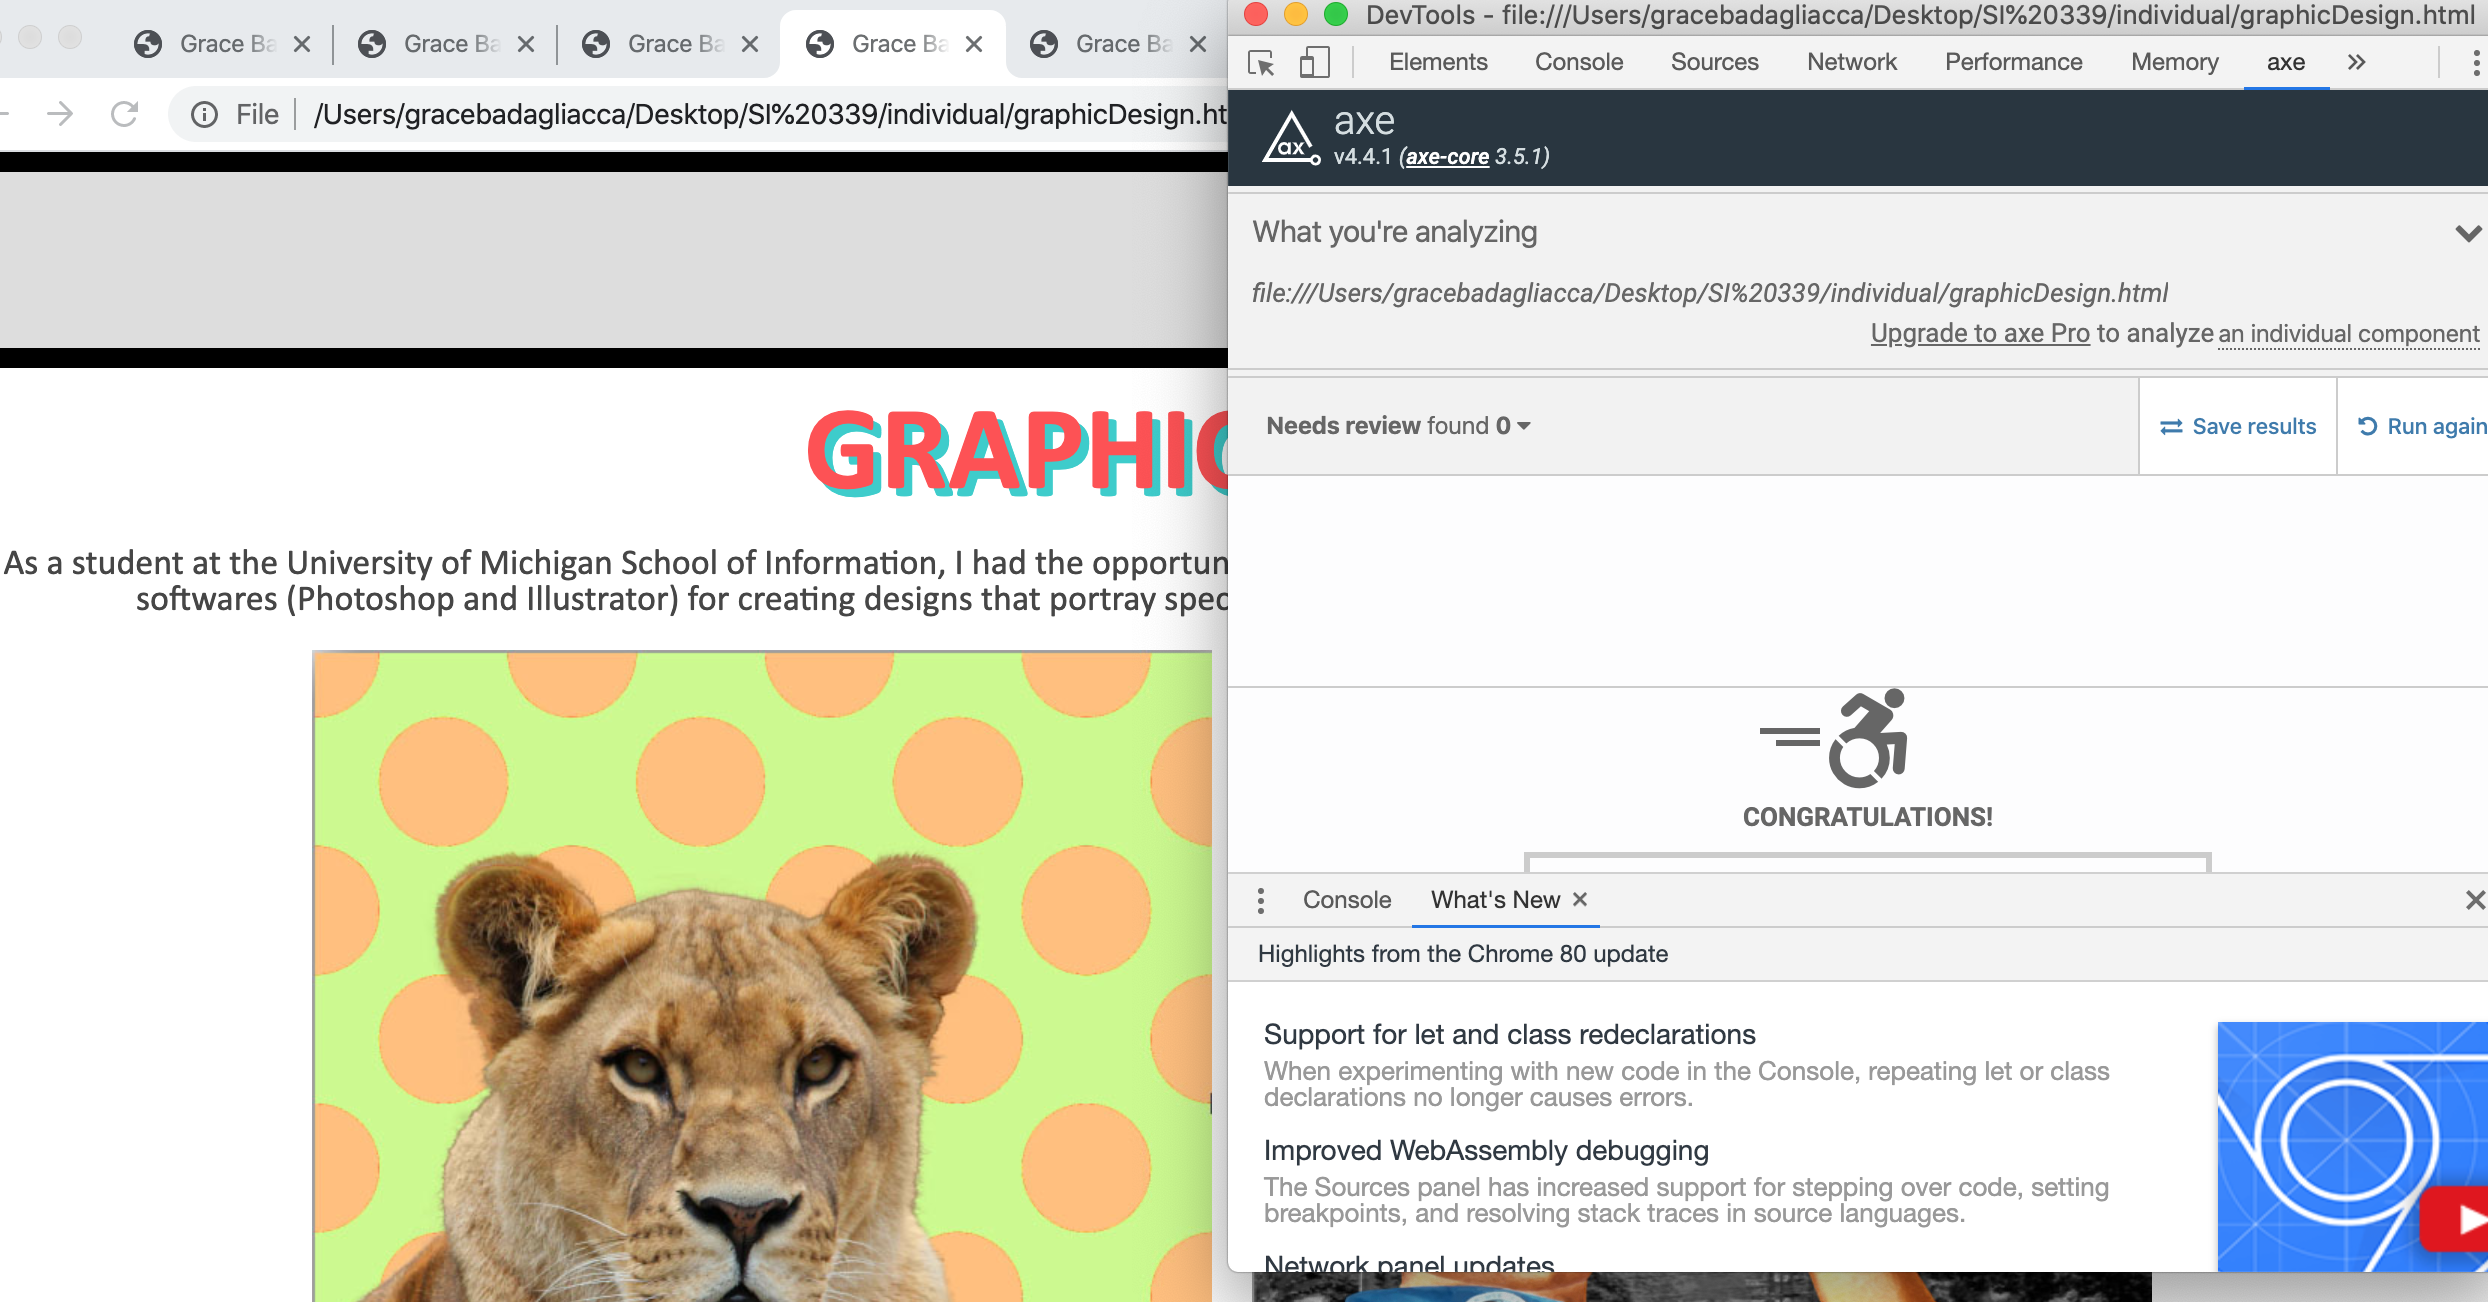 Grace Ba
Grace Ba
Grace Ba
Grace Ba
Grace Ba
File
/Users/gracebadagliacca/Desktop/SI%20339/individual/graphicDesign.ht
GRAPHIC
As a student at the University of Michigan School of Information, I had the opportun
softwares (Photoshop and Illustrator) for creating designs that portray spec
DevTools - file:///Users/gracebadagliacca/Desktop/SI%20339/individual/graphicDesign.html
Elements Console Sources Network Performance Memory axe »
ax
axe
v4.4.1 (axe-core 3.5.1)
What you're analyzing
file:///Users/gracebadagliacca/Desktop/SI%20339/individual/graphicDesign.html
Upgrade to axe Pro to analyze an individual component
Needs review found 0
Save results
Run again
CONGRATULATIONS!
Console What's New
Highlights from the Chrome 80 update
Support for let and class redeclarations
When experimenting with new code in the Console, repeating let or class
declarations no longer causes errors.
Improved WebAssembly debugging
The Sources panel has increased support for stepping over code, setting
breakpoints, and resolving stack traces in source languages.
Network panel updates